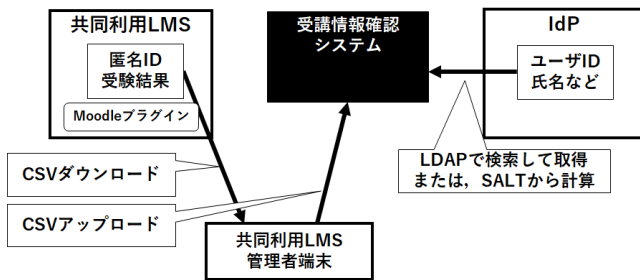 共同利用LMS
匿名ID
受験結果
Moodleプラグイン
受講情報確認
システム
IdP
ユーザID
氏名など
CSVダウンロード
CSVアップロード
LDAPで検索して取得
または，SALTから計算
共同利用LMS
管理者端末